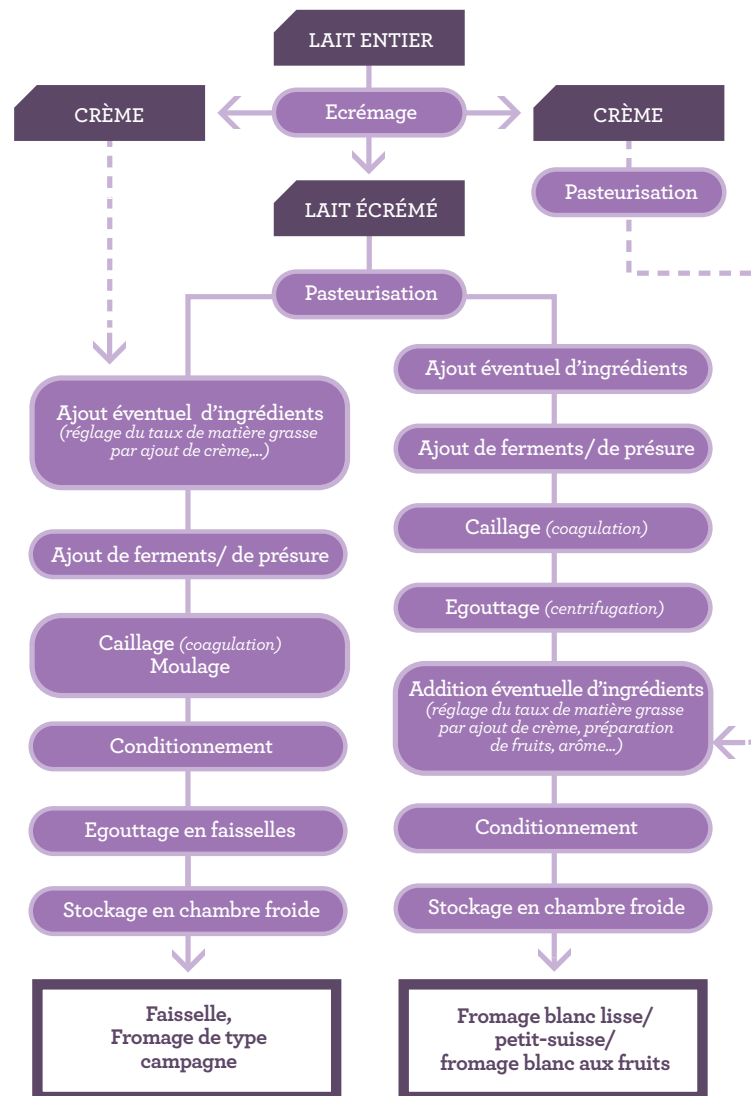 LAIT ENTIER
CRÈME
Ecrémage
CRÈME
Pasteurisation
LAIT ÉCRÉMÉ
Pasteurisation
Ajout éventuel d'ingrédients
(réglage du taux de matière grasse
par ajout de crème,...)
Ajout de ferments/ de présure
Caillage (coagulation)
Moulage
Conditionnement
Egouttage en faisselles
Stockage en chambre froide
Faisselle,
Fromage de type
campagne
Ajout éventuel d'ingrédients
Ajout de ferments/de présure
Caillage (coagulation)
Egouttage (centrifugation)
Addition éventuelle d'ingrédients
(réglage du taux de matière grasse
par ajout de crème, préparation
de fruits, arôme...)
Conditionnement
Stockage en chambre froide
Fromage blanc lisse/
petit-suisse/
fromage blanc aux fruits